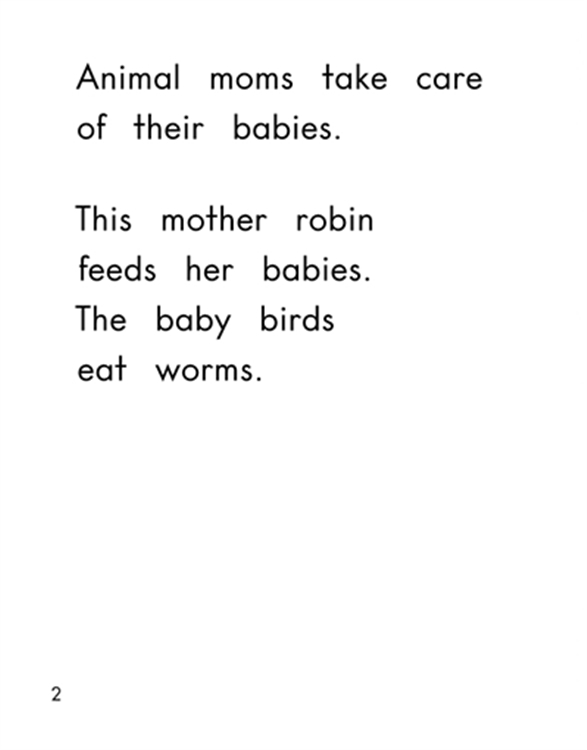 Animal moms take care
of their babies.
This mother robin
feeds her babies.
The baby birds
eat worms.
2